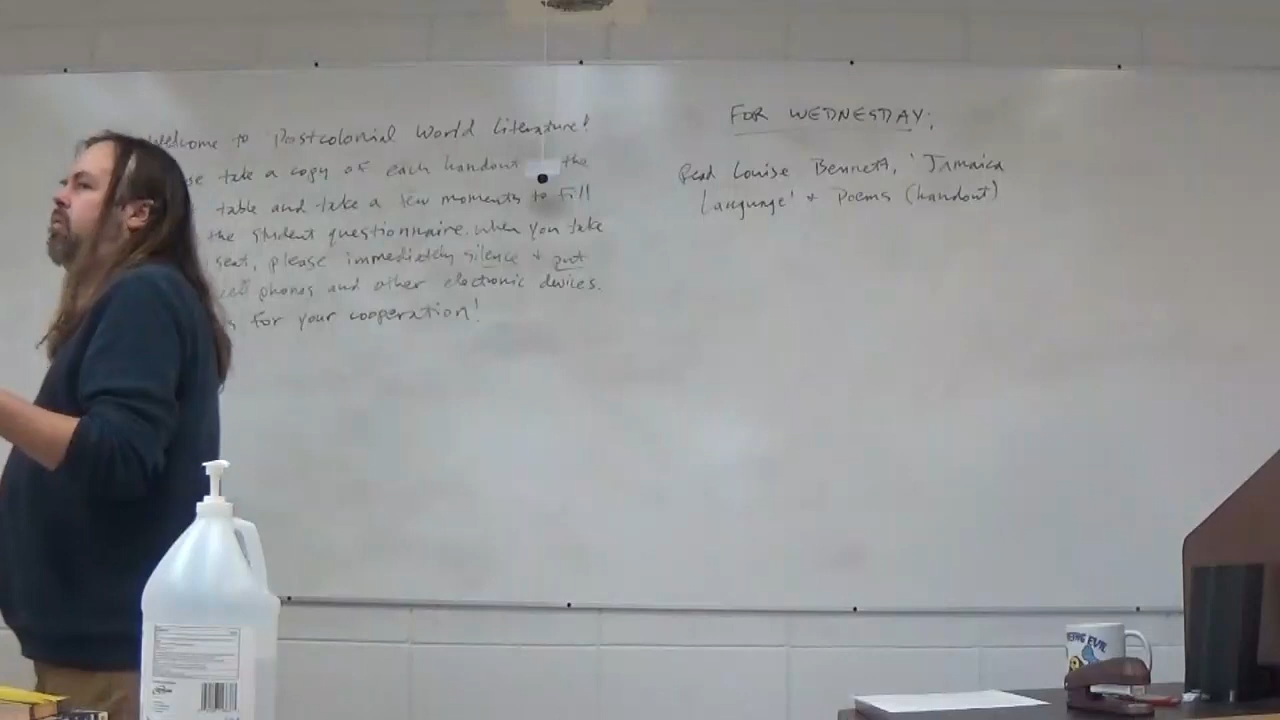 Welcome to Postcolonial World Literature!
se take a copy of each handout the
table and take a few moments to fill
the student questionnaire. When you take
seat, please immediately silence + put
cell phones and other electronic devices.
s for your cooperation!
FOR WEDNESDAY:
Read Louise Bennett, 'Jamaica
Language' + Poems (handout)
BEING EVIL